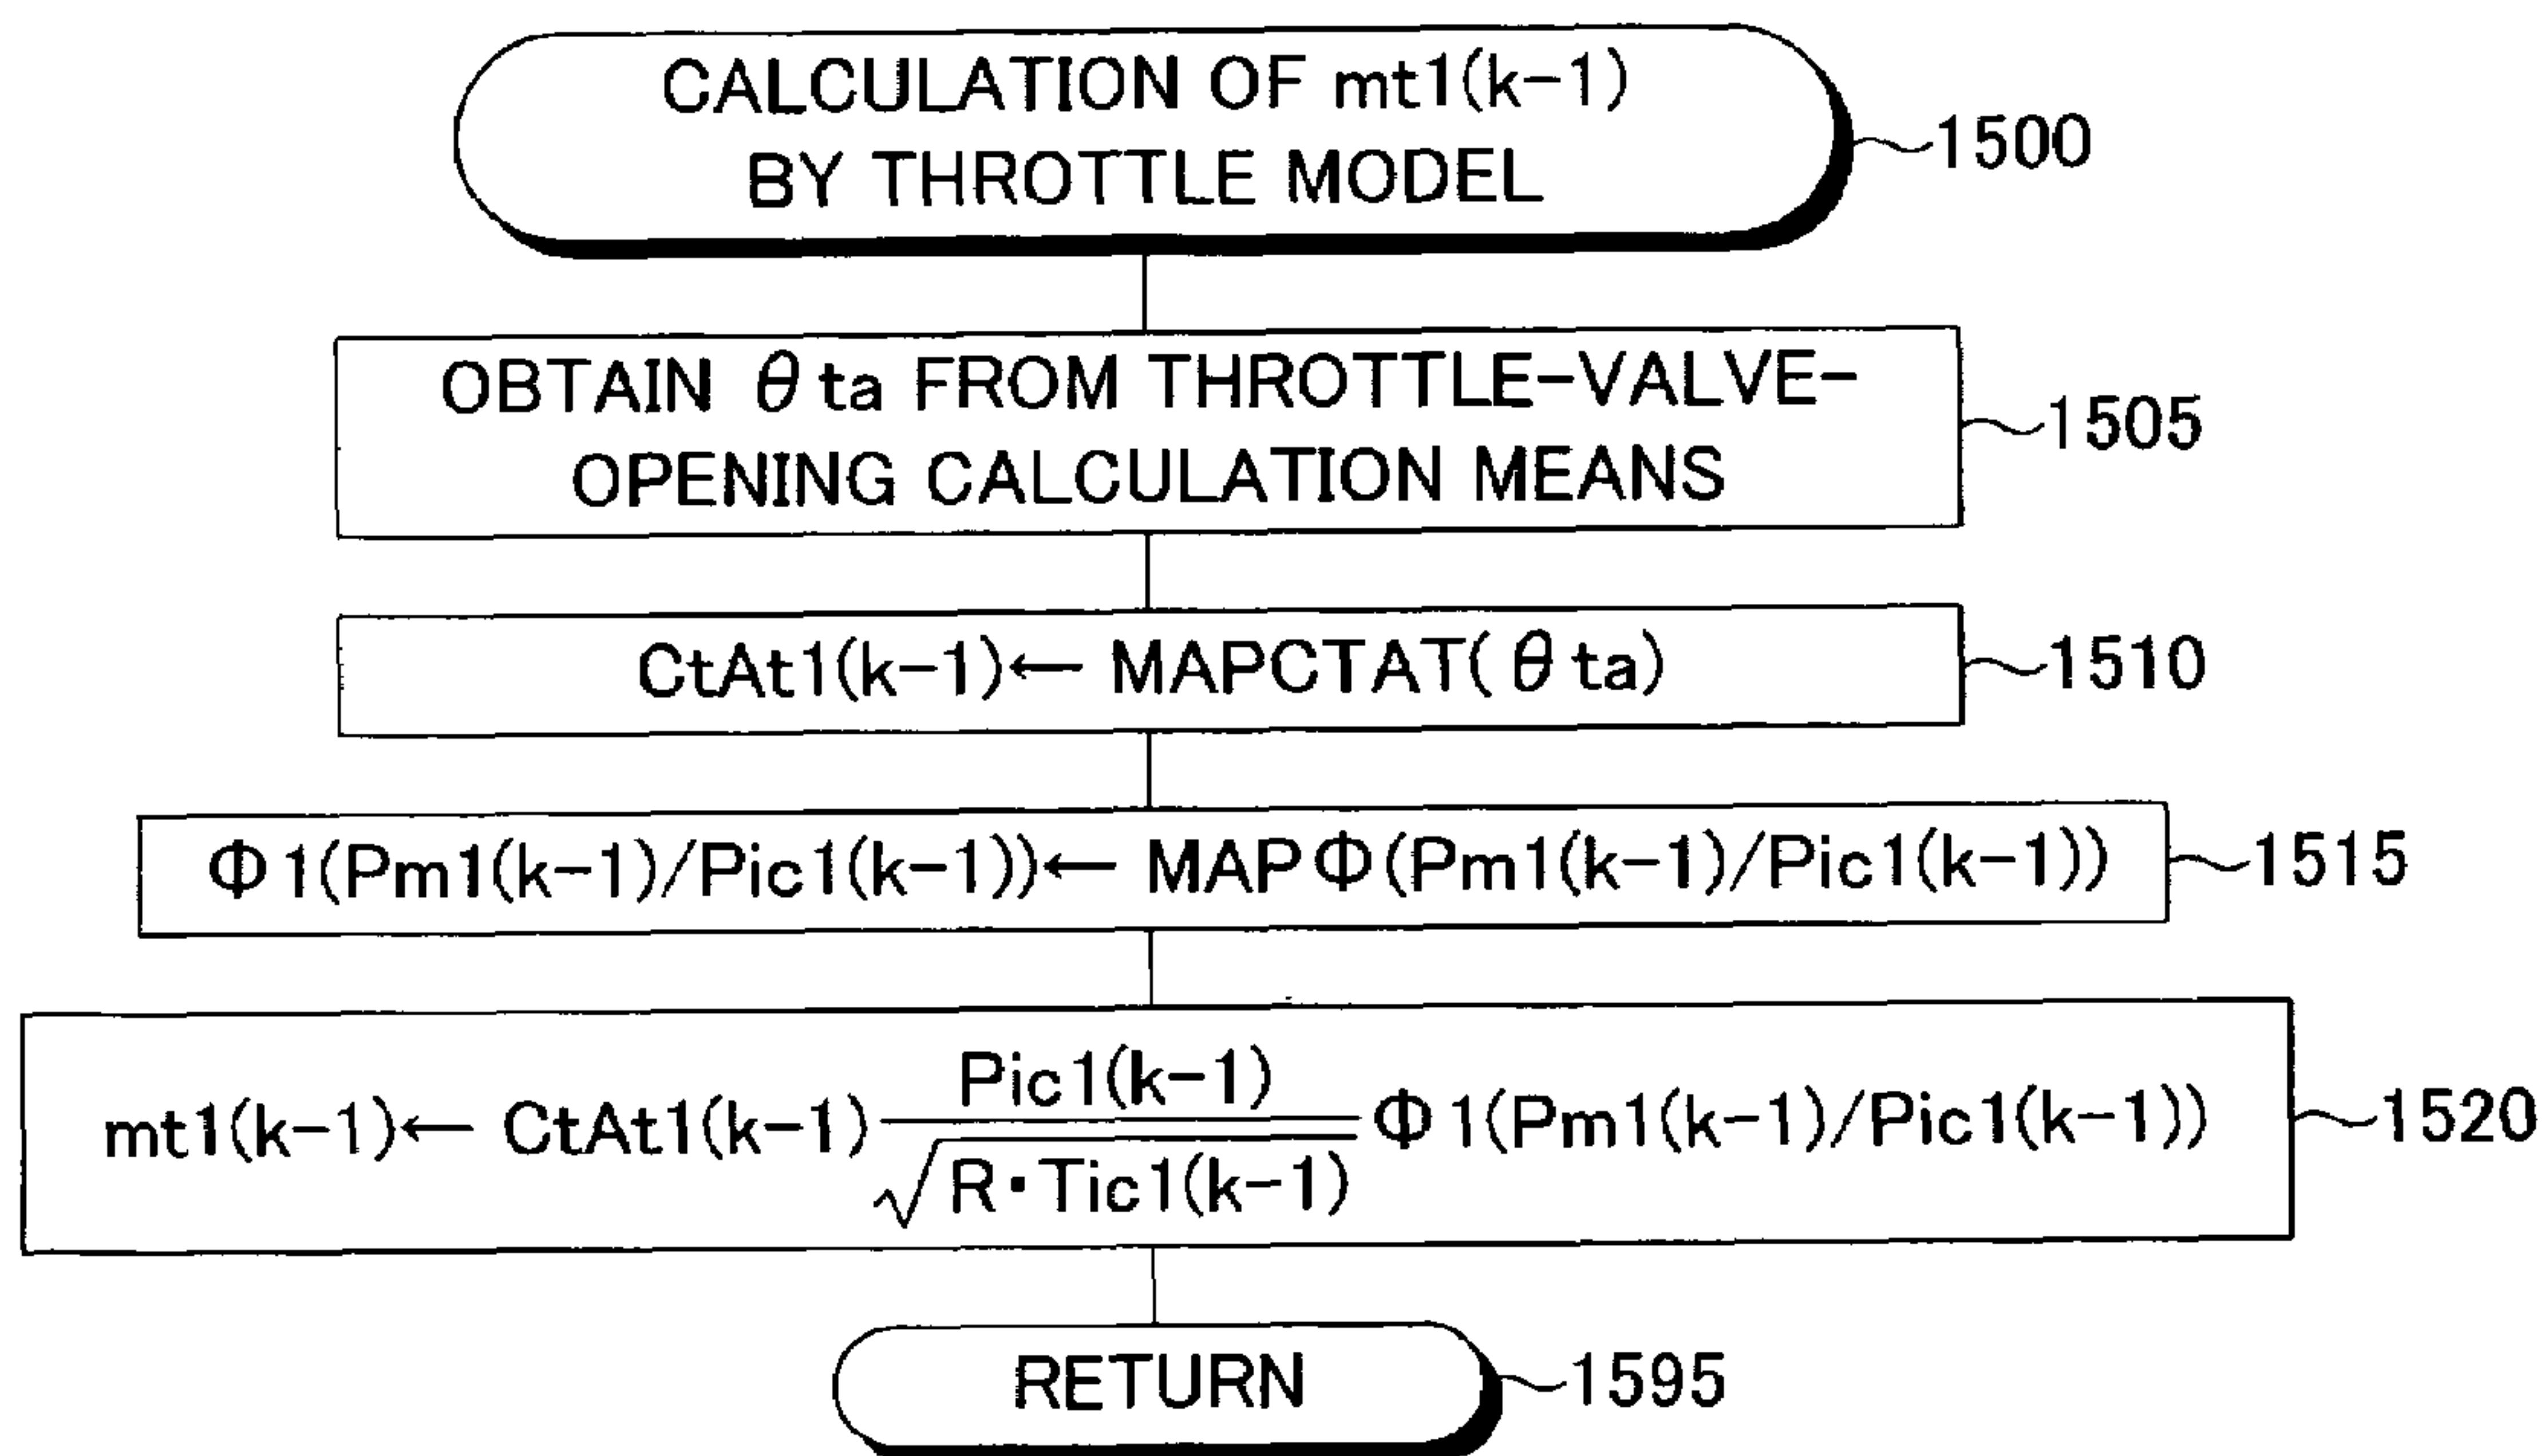 CALCULATION OF mt1(k-1)
BY THROTTLE MODEL
1500
OBTAIN θta FROM THROTTLE-VALVE-
OPENING CALCULATION MEANS
1505
CtAt1(k-1)← MAPCTAT(θta)
1510
Φ1(Pm1(k-1)/Pic1(k-1))← MAPΦ(Pm1(k-1)/Pic1(k-1))
1515
mt1(k-1)← CtAt1(k-1) Pic1(k-1)/√R·Tic1(k-1) Φ1(Pm1(k-1)/Pic1(k-1))
1520
RETURN
1595